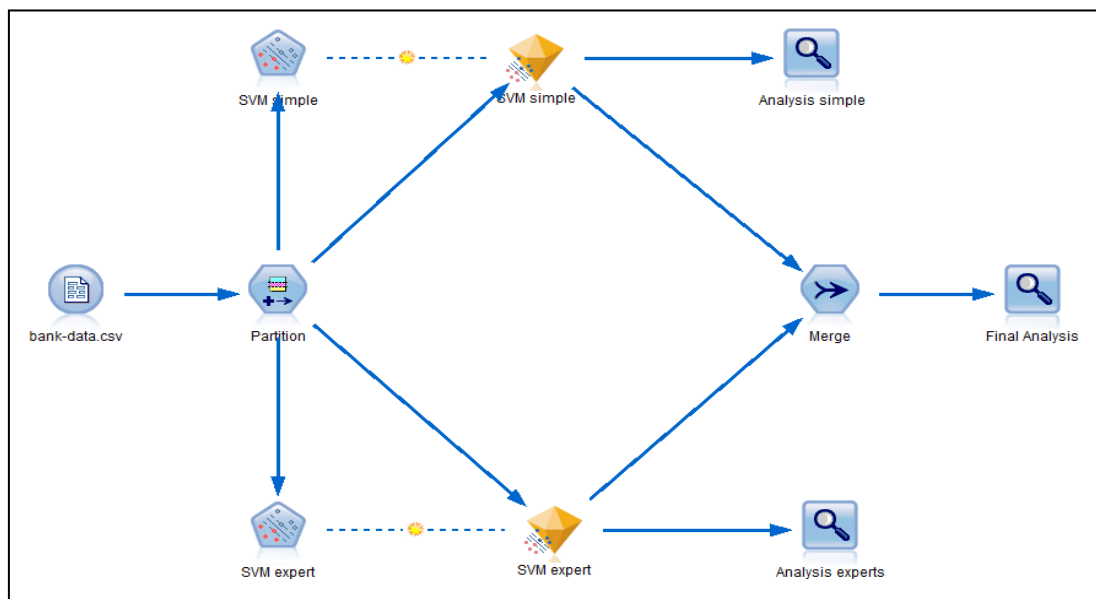 SVM simple
SVM simple
Analysis simple
bank-data.csv
Partition
Merge
Final Analysis
SVM expert
SVM expert
Analysis experts